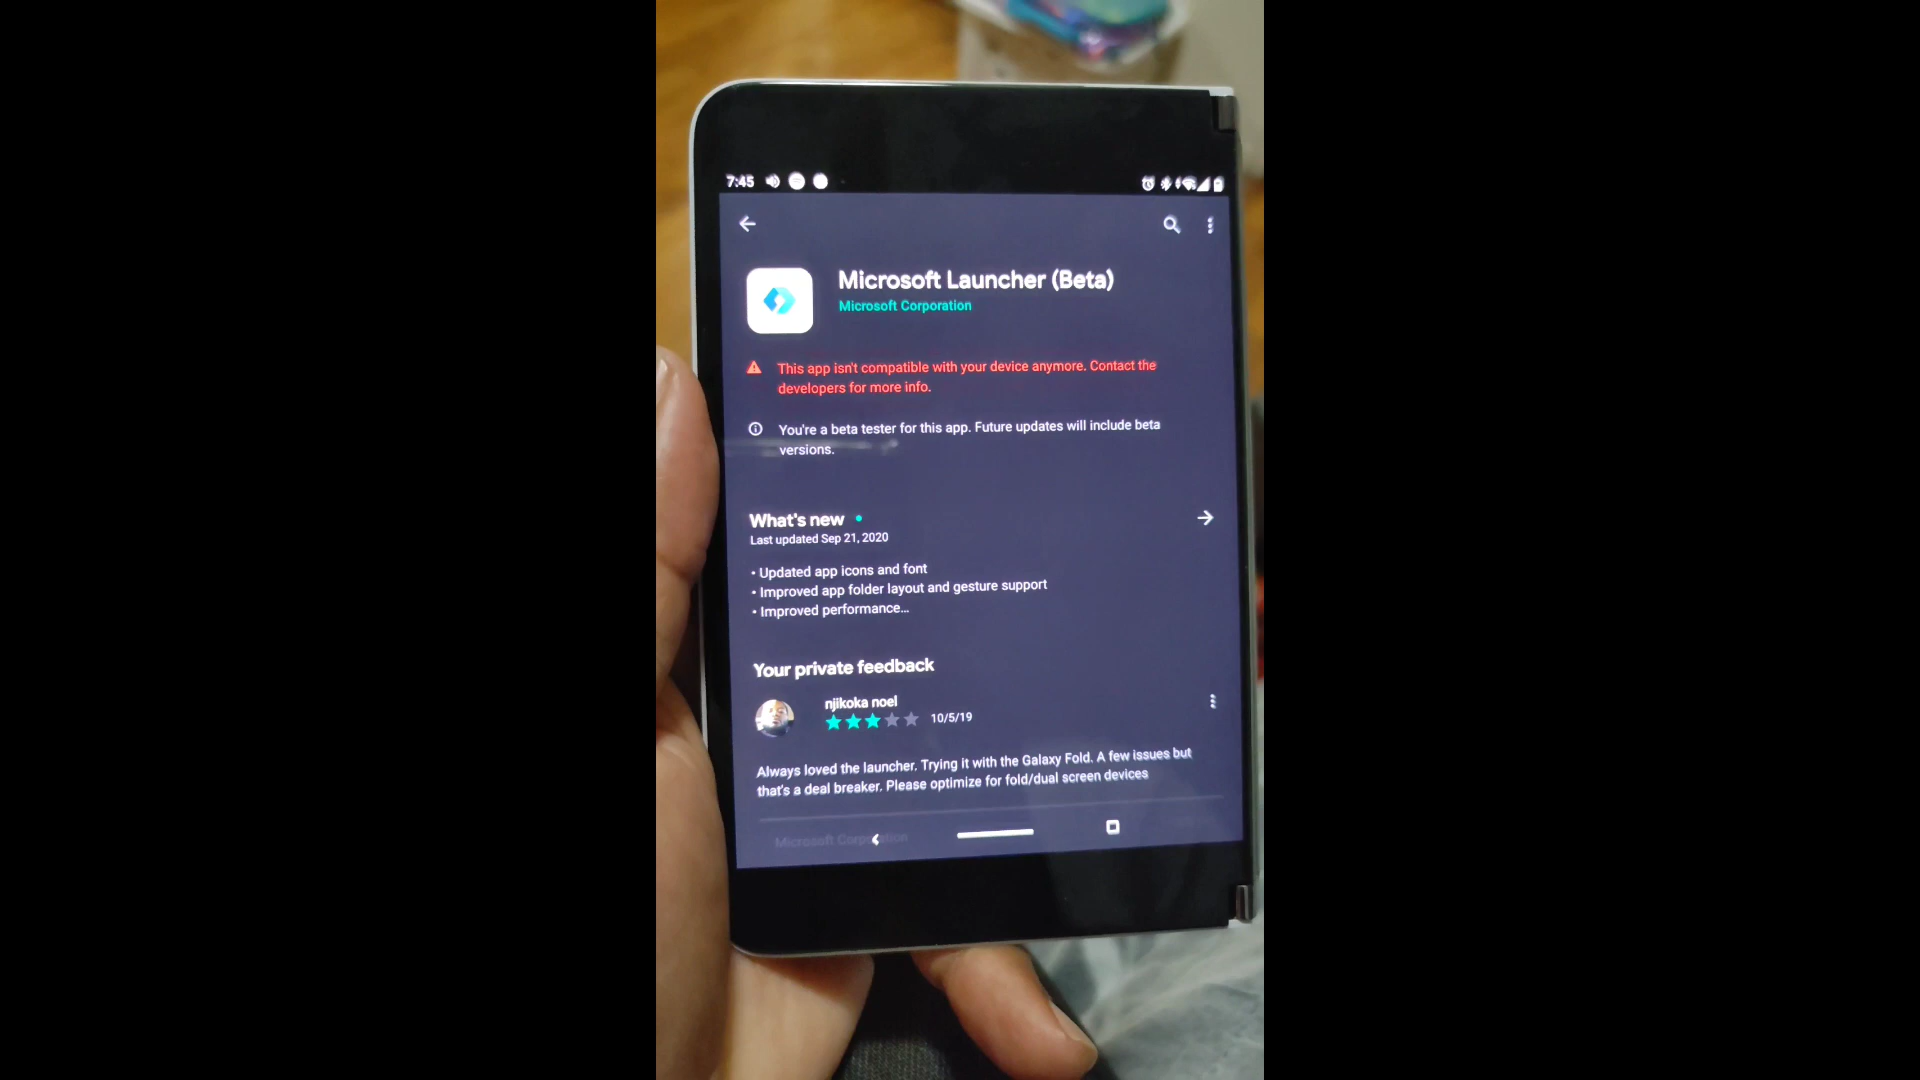 7:45
Microsoft Launcher (Beta)
Microsoft Corporation
This app isn't compatible with your device anymore. Contact the
developers for more info.
You're a beta tester for this app. Future updates will include beta
versions.
What's new
Last updated Sep 21, 2020
• Updated app icons and font
• Improved app folder layout and gesture support
• Improved performance...
Your private feedback
njikoka noel
10/5/19
Always loved the launcher. Trying it with the Galaxy Fold. A few issues but
that's a deal breaker. Please optimize for fold/dual screen devices
Microsoft Corporation